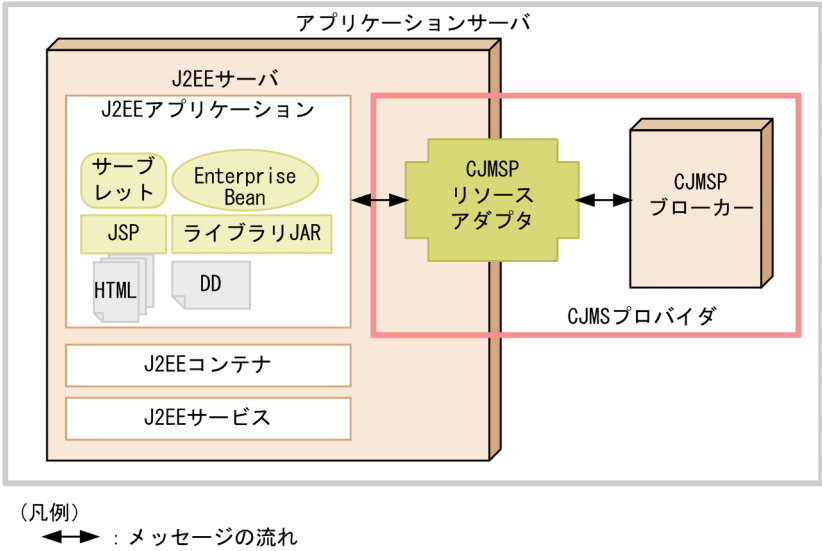 アプリケーションサーバ
J2EEサーバ
J2EEアプリケーション
サーブ
レット
Enterprise
Bean
JSP
ライブラリJAR
HTML
DD
J2EEコンテナ
J2EEサービス
CJMSP
リソース
アダプタ
CJMSP
ブローカー
CJMSプロバイダ
(凡例)
：メッセージの流れ